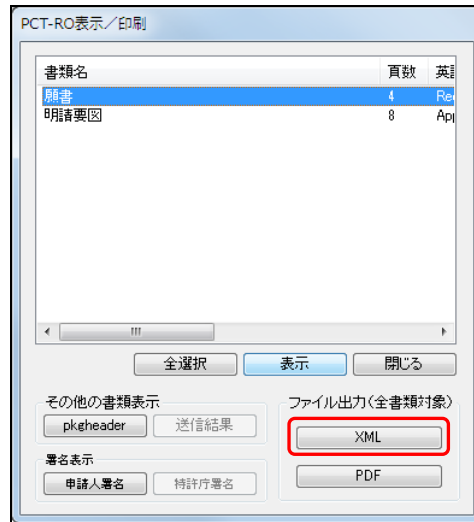 PCT-RO表示／印刷
書類名 頁数 英
願書 4 Re
明請要図 8 App
全選択 表示 閉じる
その他の書類表示 ファイル出力(全書類対象)
pkgheader 送信結果 XML
署名表示
申請人署名 特許庁署名 PDF